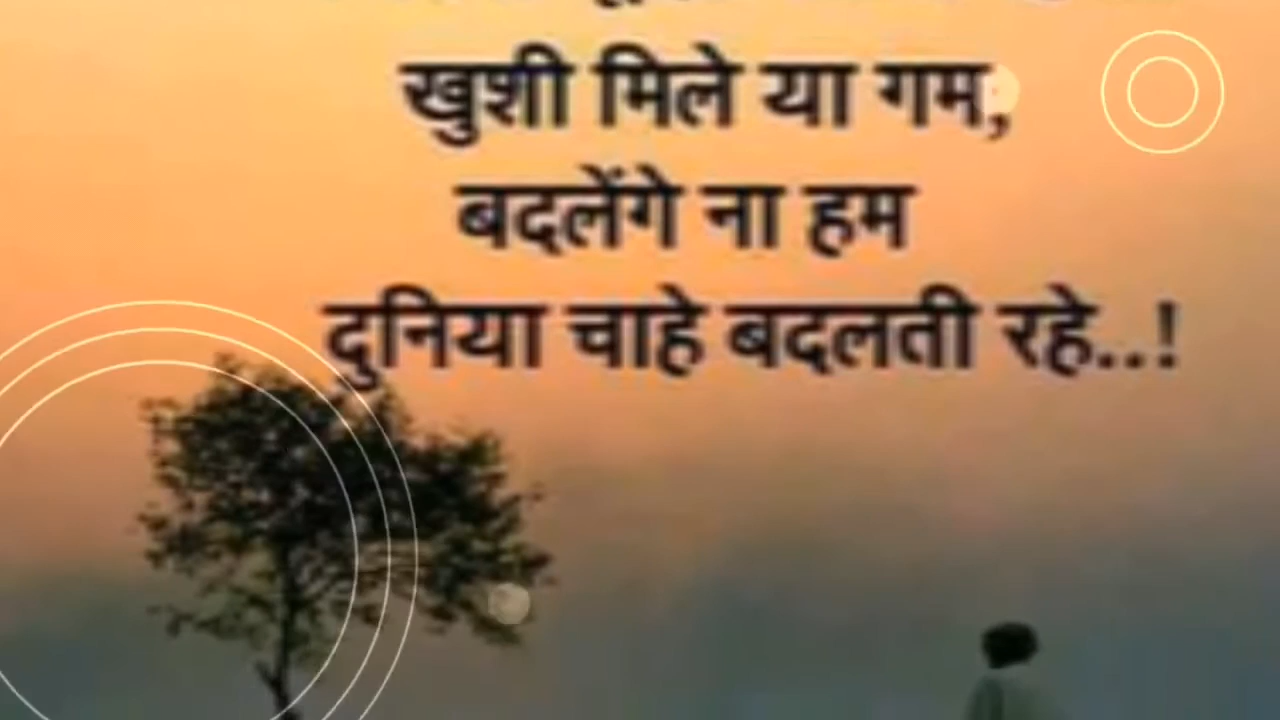 खुशी मिले या गम,
बदलेंगे ना हम
दुनिया चाहे बदलती रहे..!